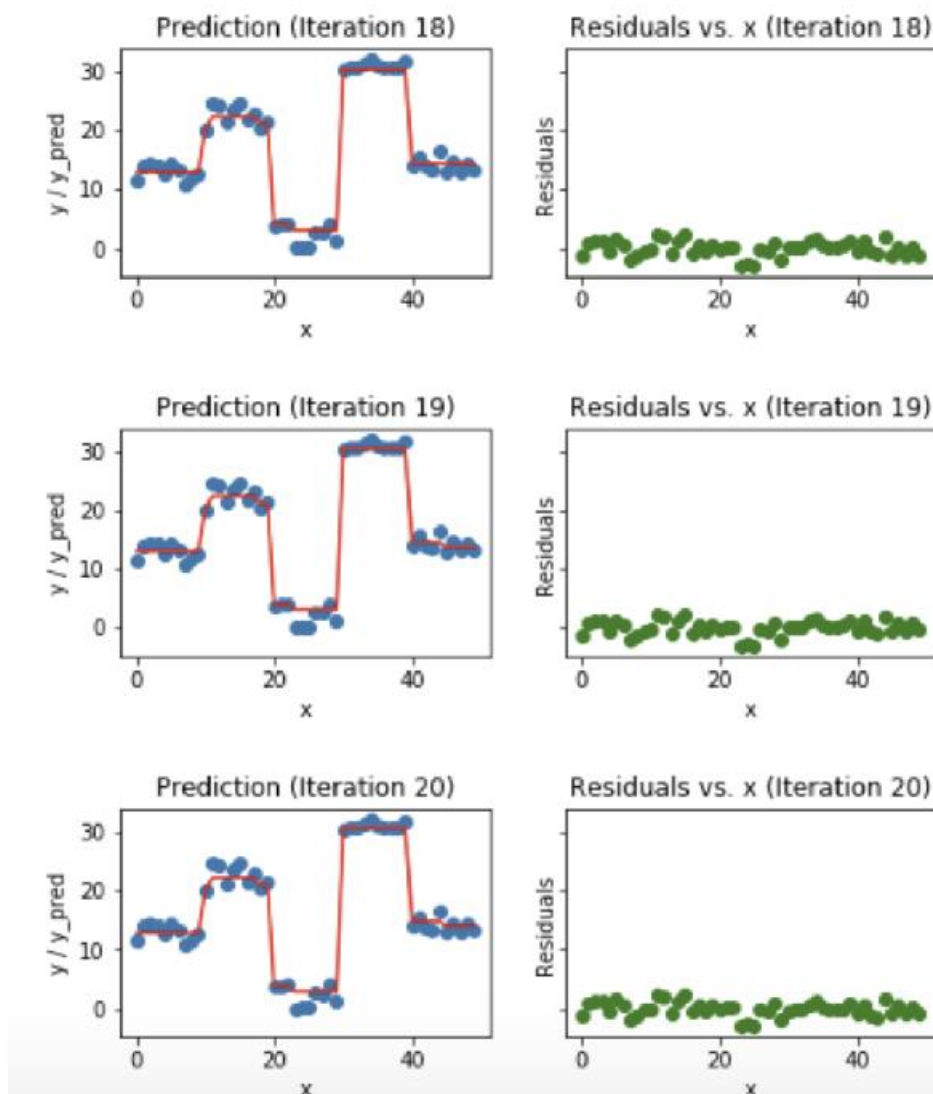 Prediction (Iteration 18)
Residuals vs. x (Iteration 18)
30
20
10
0
y / y_pred
Residuals
0
20
40
0
20
40
x
x
Prediction (Iteration 19)
Residuals vs. x (Iteration 19)
30
20
10
0
y / y_pred
Residuals
0
20
40
0
20
40
x
x
Prediction (Iteration 20)
Residuals vs. x (Iteration 20)
30
20
10
0
y / y_pred
Residuals
0
20
40
0
20
40
x
x